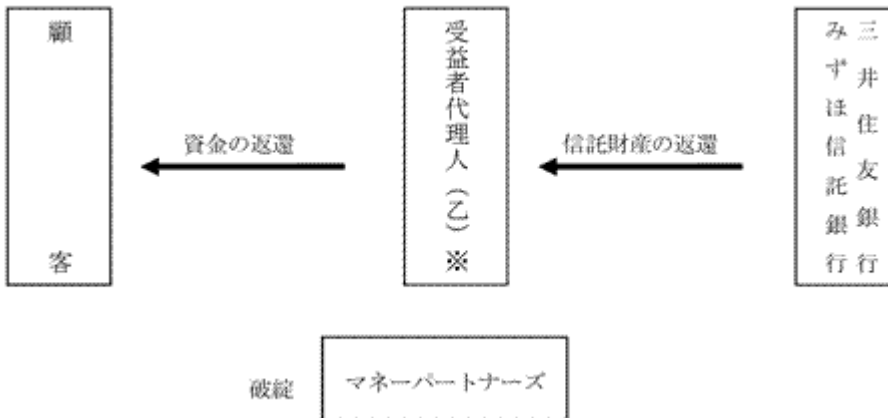 顧客
資金の返還
受益者代理人（乙）※
信託財産の返還
三井住友銀行
みずほ信託銀行
破綻
マネーパートナーズ